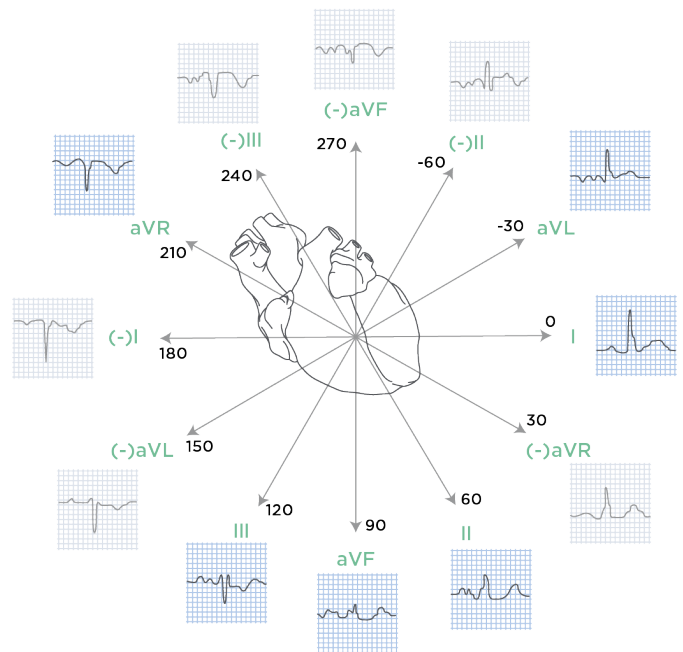 (-)aVF
(-)III
270
(-)II
240
-60
aVR
-30
aVL
210
0
(-)I
I
180
30
(-)aVL
150
(-)aVR
120
60
III
90
II
aVF